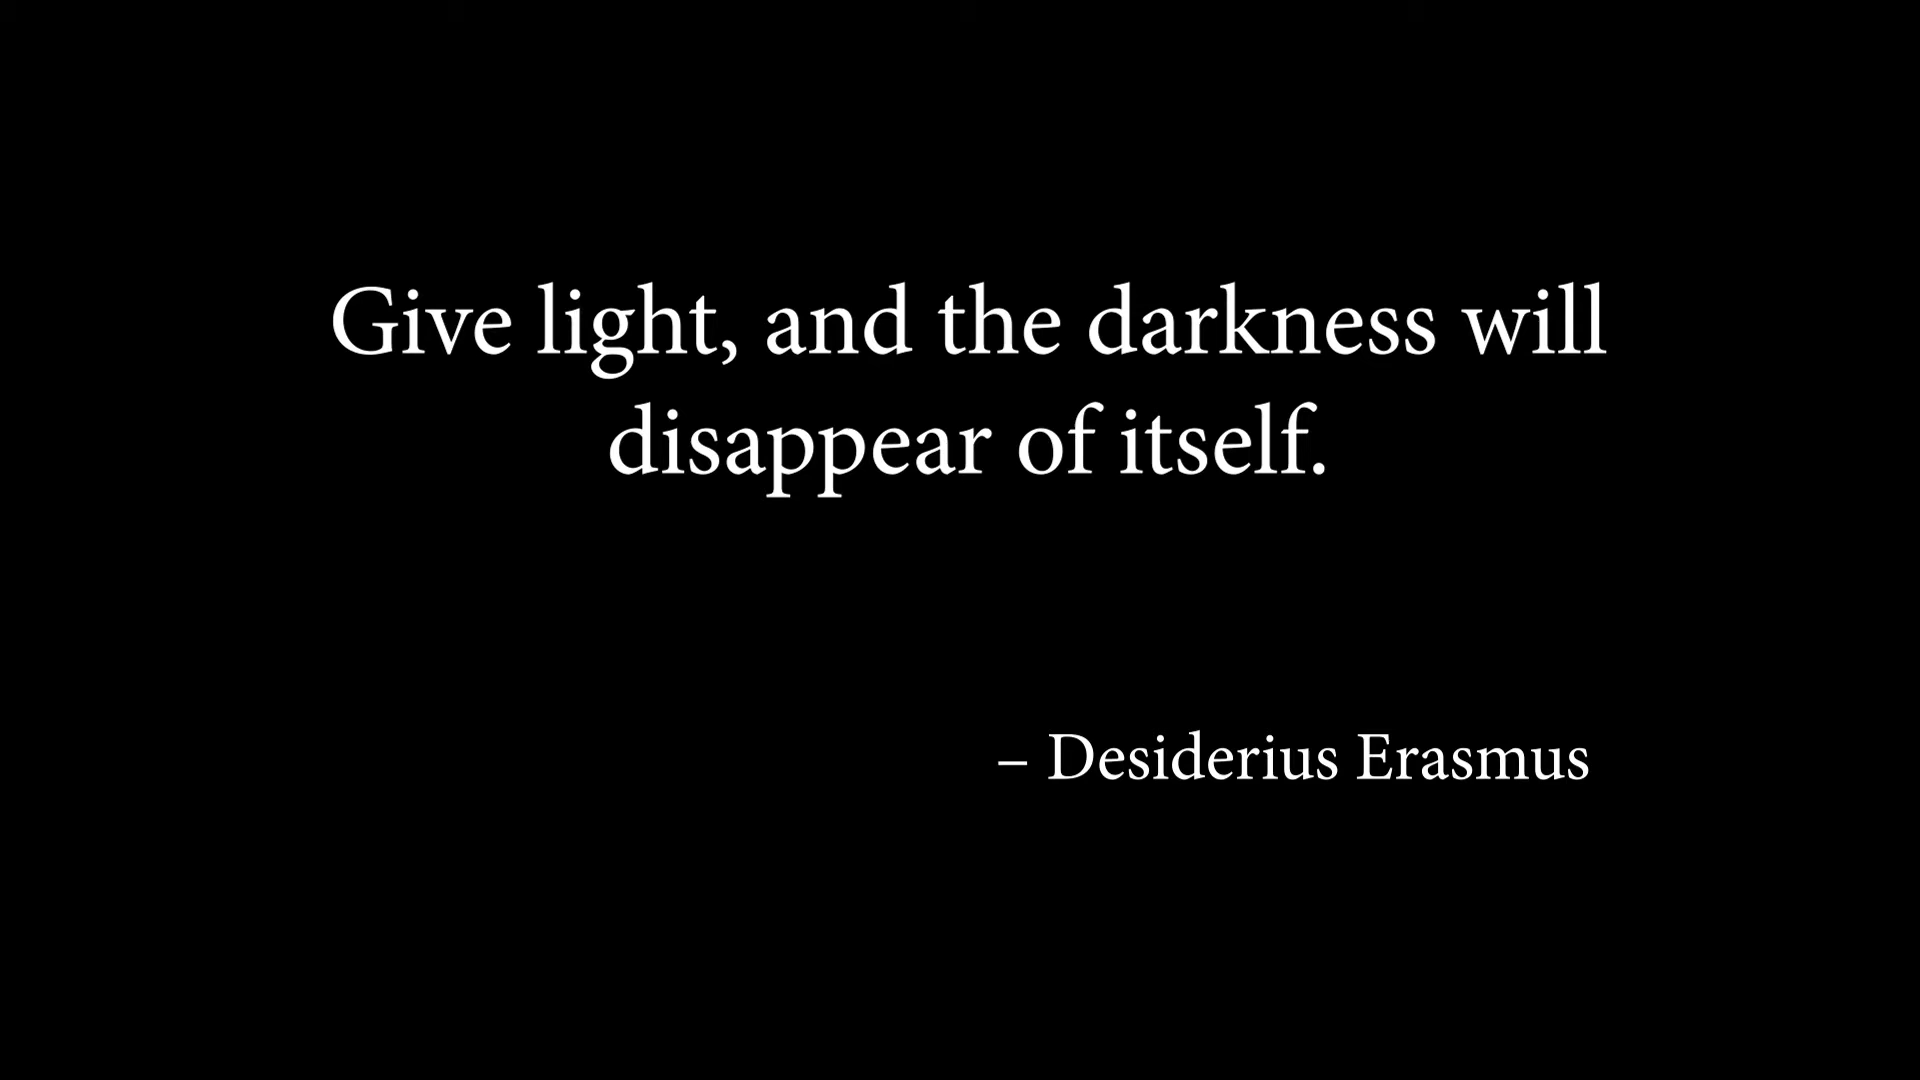 Give light, and the darkness will
disappear of itself.
– Desiderius Erasmus